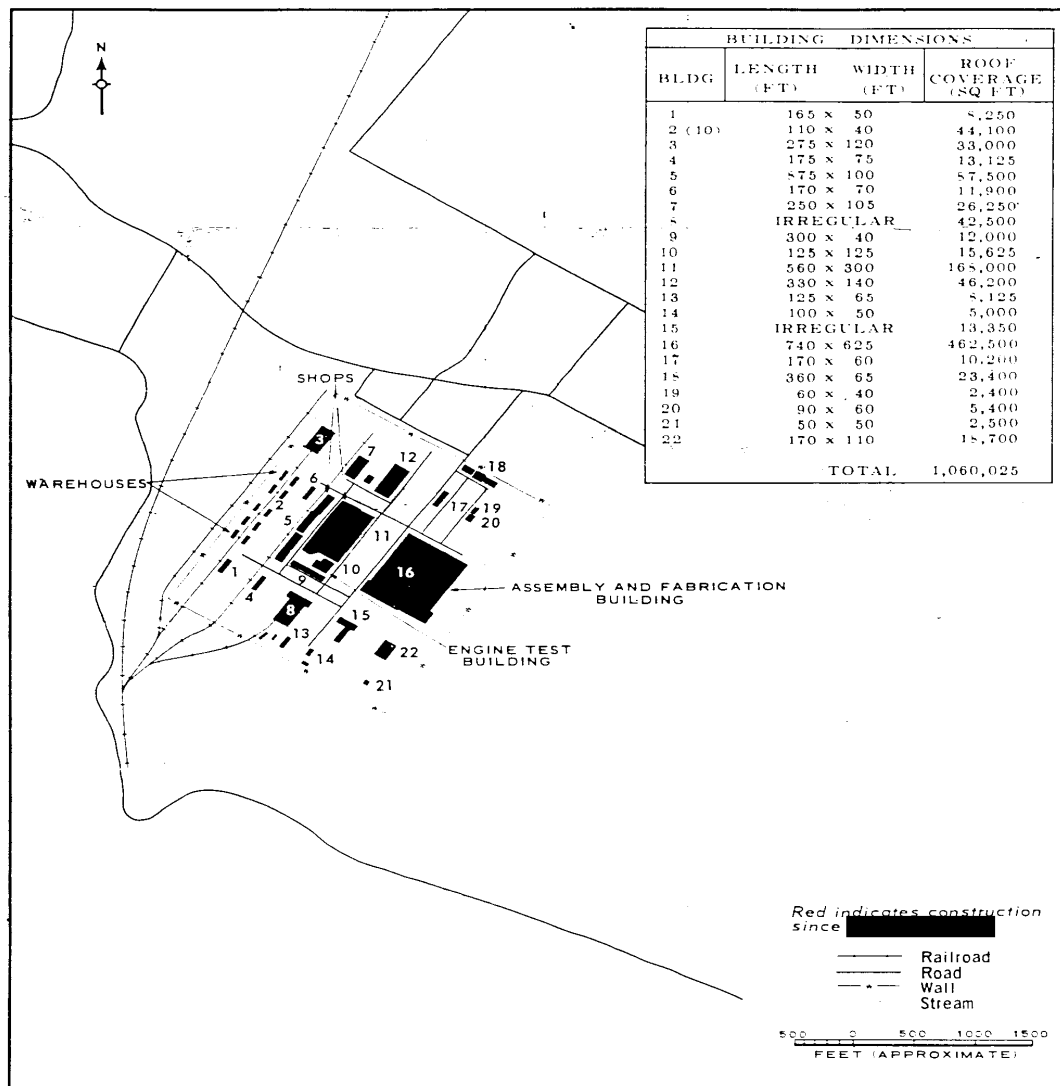 N
BUILDING DIMENSIONS
BLDG LENGTH (FT) WIDTH (FT) ROOF COVERAGE (SQ FT)
1 165 x 50 8,250
2 (10) 110 x 40 44,100
3 275 x 120 33,000
4 175 x 75 13,125
5 875 x 100 87,500
6 170 x 70 11,900
7 250 x 105 26,250
8 IRREGULAR 42,500
9 300 x 40 12,000
10 125 x 125 15,625
11 560 x 300 168,000
12 330 x 140 46,200
13 125 x 65 8,125
14 100 x 50 5,000
15 IRREGULAR 13,350
16 740 x 625 462,500
17 170 x 60 10,200
18 360 x 65 23,400
19 60 x 40 2,400
20 90 x 60 5,400
21 50 x 50 2,500
22 170 x 110 18,700
TOTAL 1,060,025
SHOPS
3
7
12
18
WAREHOUSES
6
2
17
19
20
5
11
1
4
9
10
16
ASSEMBLY AND FABRICATION
BUILDING
8
15
13
14
22
ENGINE TEST
BUILDING
21
Red indicates construction
since
Railroad
Road
Wall
Stream
500 0 500 1000 1500
FEET (APPROXIMATE)